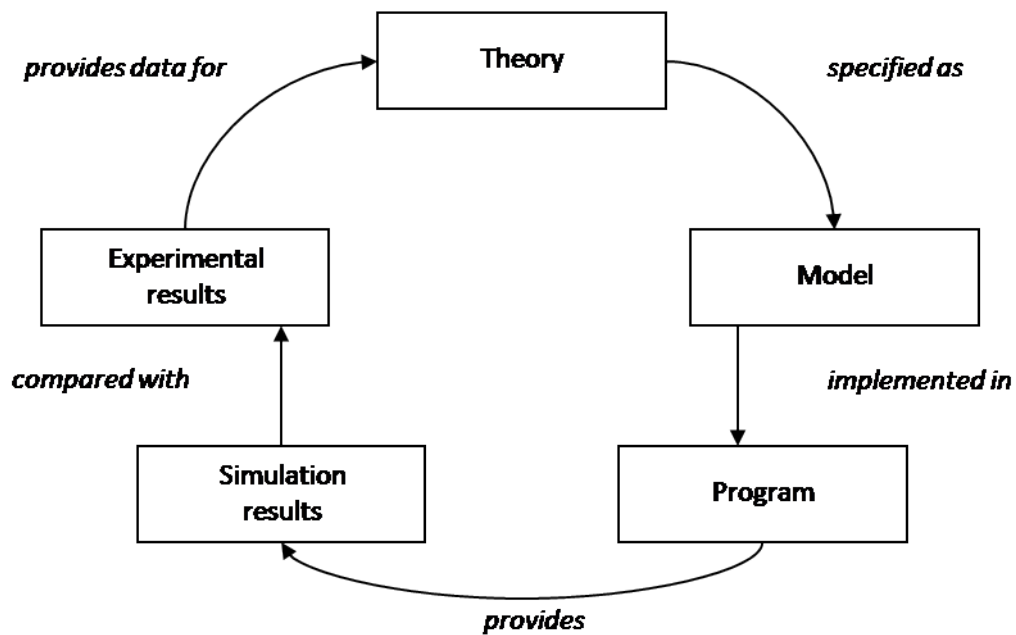 provides data for
Theory
specified as
Experimental
results
Model
compared with
implemented in
Simulation
results
Program
provides